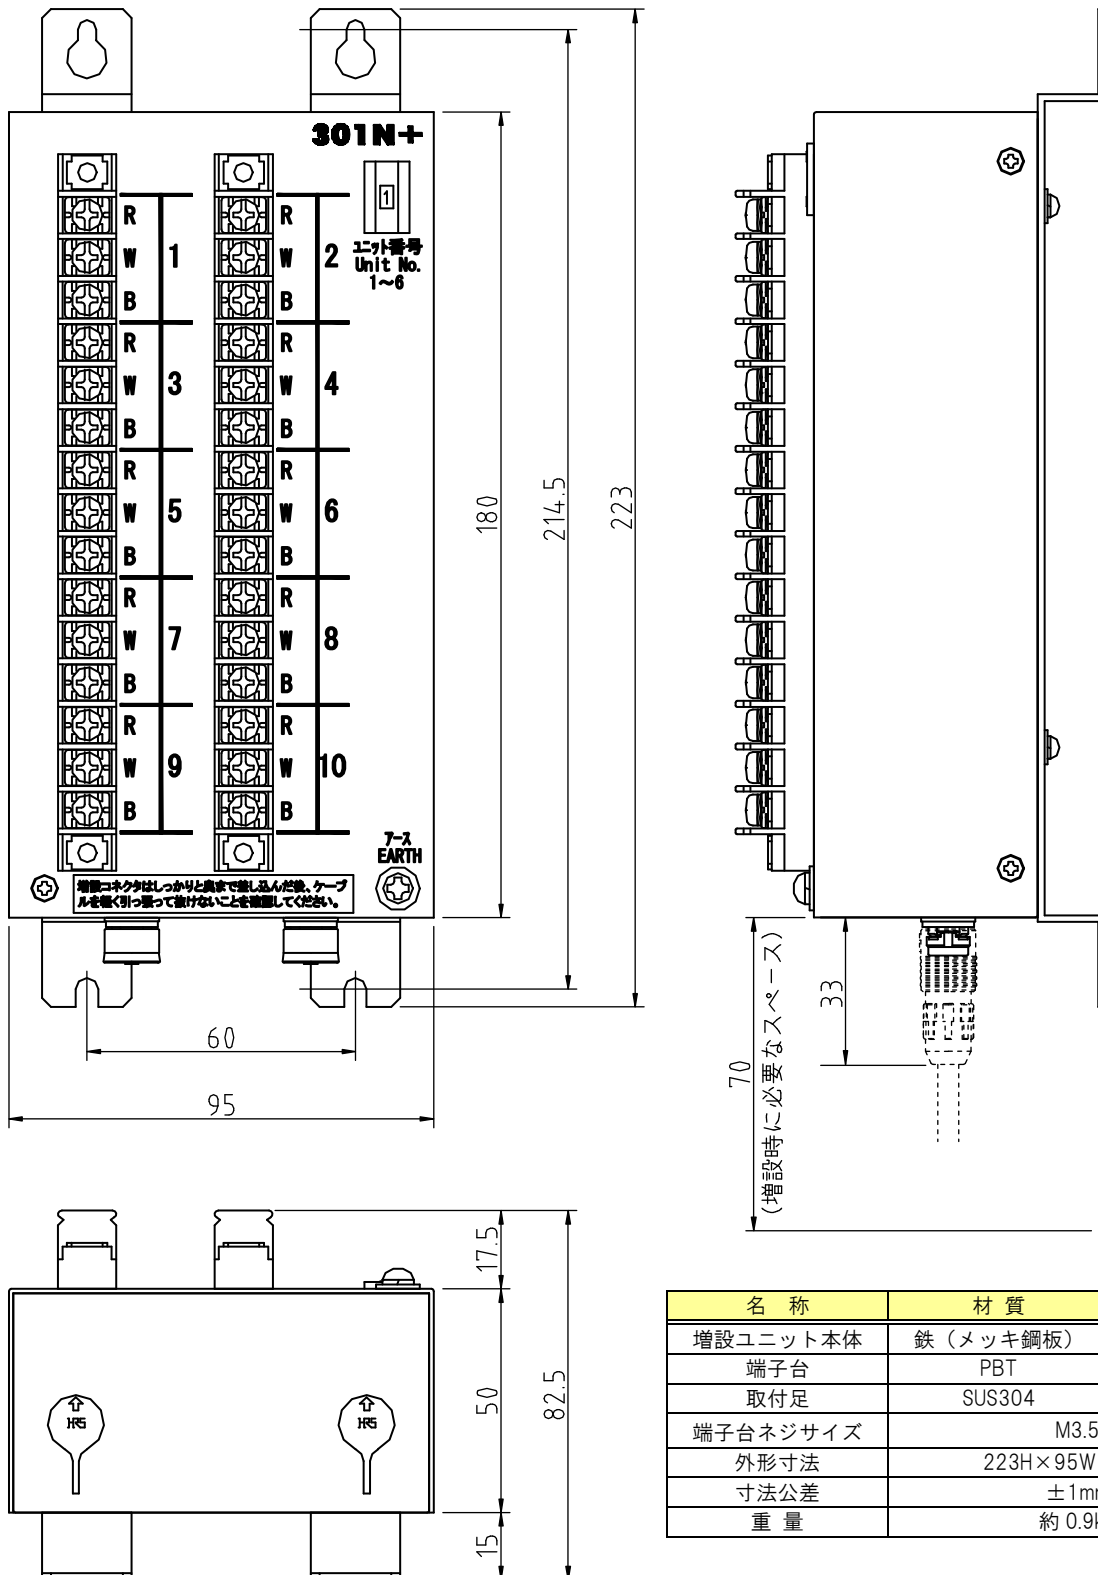 301N+
1
ユニット番号
Unit No.
1～6
R
W 1
B
R
W 3
B
R
W 5
B
R
W 7
B
R
W 9
B
R
W 2
B
R
W 4
B
R
W 6
B
R
W 8
B
R
W 10
B
アース
EARTH
増設コネクタはしっかりと奥まで差し込んだ後、ケーブ
ルを軽く引っ張って抜けないことを確認してください。
180
214.5
223
60
95
33
70
(増設時に必要なスペース)
17.5
50
82.5
15
HRS
HRS
名 称 材 質
増設ユニット本体 鉄（メッキ鋼板）
端子台 PBT
取付足 SUS304
端子台ネジサイズ M3.5
外形寸法 223H×95W
寸法公差 ±1mm
重 量 約 0.9k